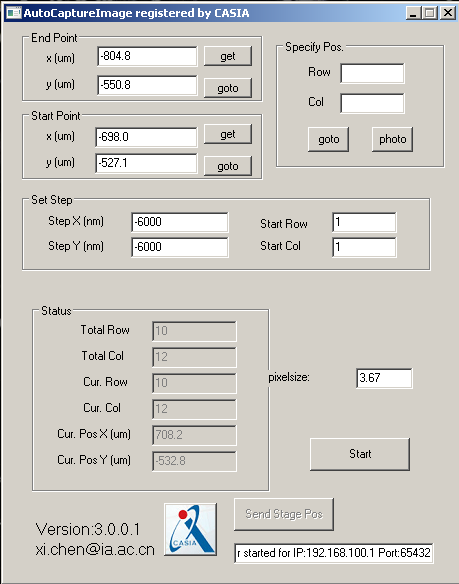 AutoCaptureImage registered by CASIA
End Point
x (um) -804.8 get
y (um) -550.8 goto
Specify Pos.
Row
Col
goto photo
Start Point
x (um) -698.0 get
y (um) -527.1 goto
Set Step
Step X (nm) -6000 Start Row 1
Step Y (nm) -6000 Start Col 1
Status
Total Row 10
Total Col 12
Cur. Row 10
Cur. Col 12
Cur. Pos X (um) 708.2
Cur. Pos Y (um) -532.8
pixelsize: 3.67
Start
Version:3.0.0.1
xi.chen@ia.ac.cn
CASIA
Send Stage Pos
r started for IP:192.168.100.1 Port:65432